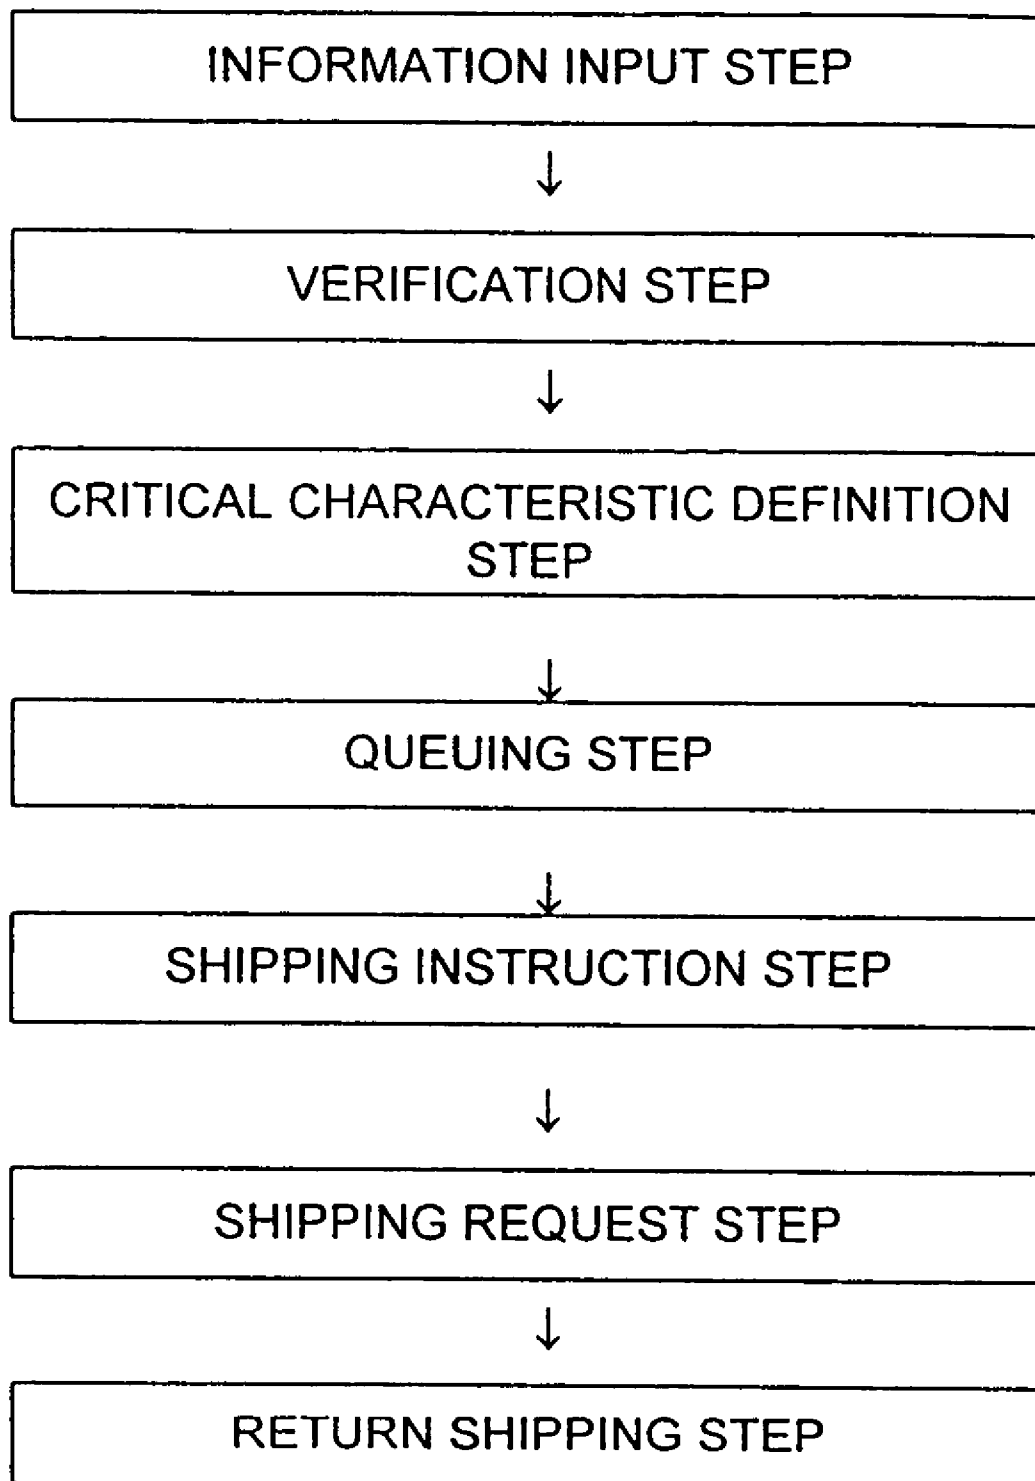 INFORMATION INPUT STEP
↓
VERIFICATION STEP
↓
CRITICAL CHARACTERISTIC DEFINITION
STEP
↓
QUEUING STEP
↓
SHIPPING INSTRUCTION STEP
↓
SHIPPING REQUEST STEP
↓
RETURN SHIPPING STEP